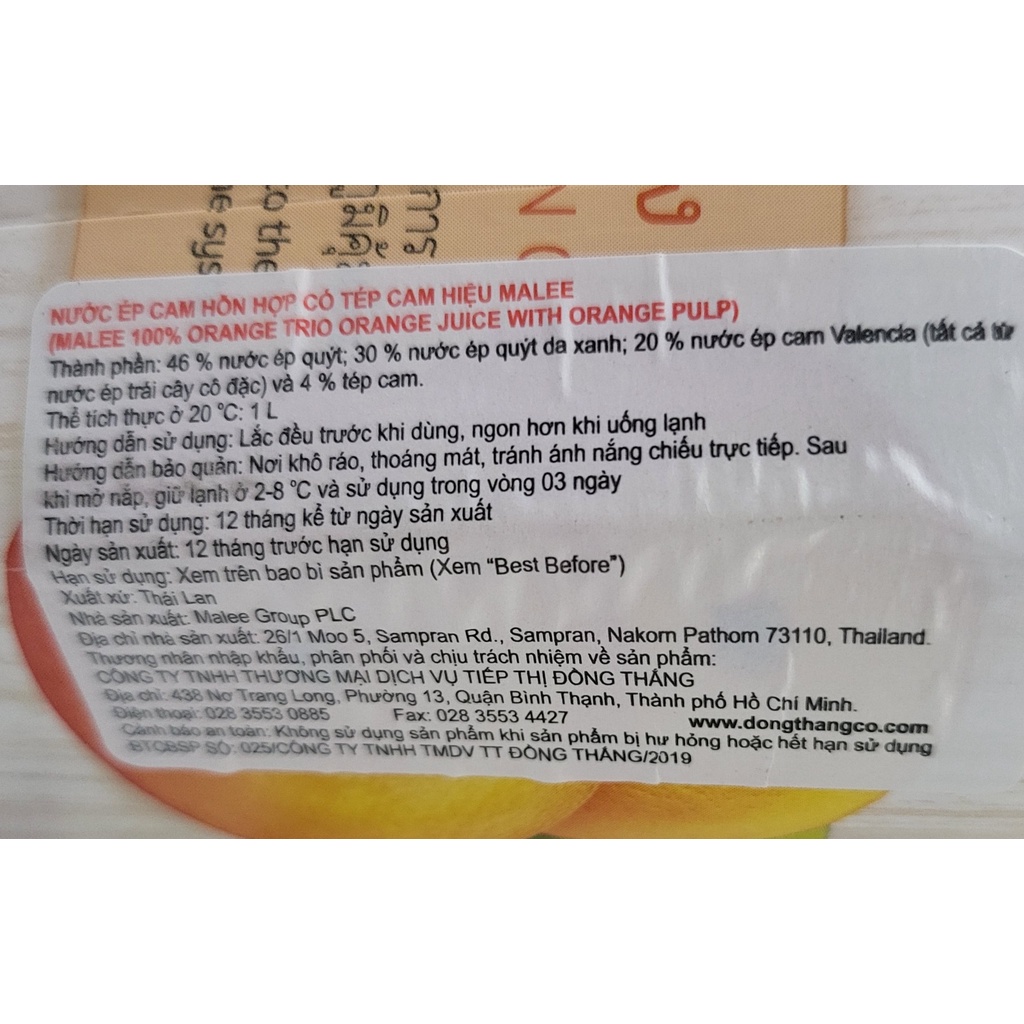 he sys
to the
การ
N
NƯỚC ÉP CAM HỖN HỢP CÓ TÉP CAM HIỆU MALEE
(MALEE 100% ORANGE TRIO ORANGE JUICE WITH ORANGE PULP)
Thành phần: 46 % nước ép quýt; 30 % nước ép quýt da xanh; 20 % nước ép cam Valencia (tất cả từ
nước ép trái cây cô đặc) và 4 % tép cam.
Thể tích thực ở 20 °C: 1 L
Hướng dẫn sử dụng: Lắc đều trước khi dùng, ngon hơn khi uống lạnh
Hướng dẫn bảo quản: Nơi khô ráo, thoáng mát, tránh ánh nắng chiếu trực tiếp. Sau
khi mở nắp, giữ lạnh ở 2-8 °C và sử dụng trong vòng 03 ngày
Thời hạn sử dụng: 12 tháng kể từ ngày sản xuất
Ngày sản xuất: 12 tháng trước hạn sử dụng
Hạn sử dụng: Xem trên bao bì sản phẩm (Xem “Best Before”)
Xuất xứ: Thái Lan
Nhà sản xuất: Malee Group PLC
Địa chỉ nhà sản xuất: 26/1 Moo 5, Sampran Rd., Sampran, Nakorn Pathom 73110, Thailand.
Thương nhân nhập khẩu, phân phối và chịu trách nhiệm về sản phẩm:
CÔNG TY TNHH THƯƠNG MẠI DỊCH VỤ TIẾP THỊ ĐÔNG THĂNG
Địa chỉ: 438 Nơ Trang Long, Phường 13, Quận Bình Thạnh, Thành phố Hồ Chí Minh.
Điện thoại: 028 3553 0885 Fax: 028 3553 4427 www.dongthangco.com
Cảnh báo an toàn: Không sử dụng sản phẩm khi sản phẩm bị hư hỏng hoặc hết hạn sử dụng
BTCBSP SỐ: 025/CÔNG TY TNHH TMDV TT ĐÔNG THĂNG/2019